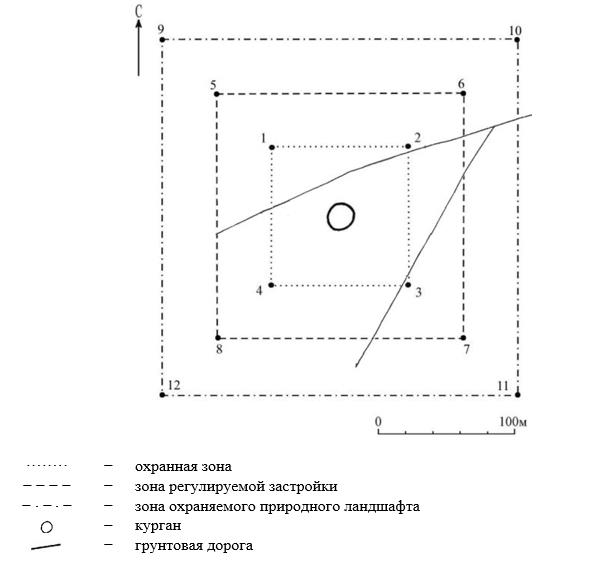 С
9 10
5 6
1 2
4 3
8 7
12 11
0 100м
охранная зона
зона регулируемой застройки
зона охраняемого природного ландшафта
курган
грунтовая дорога